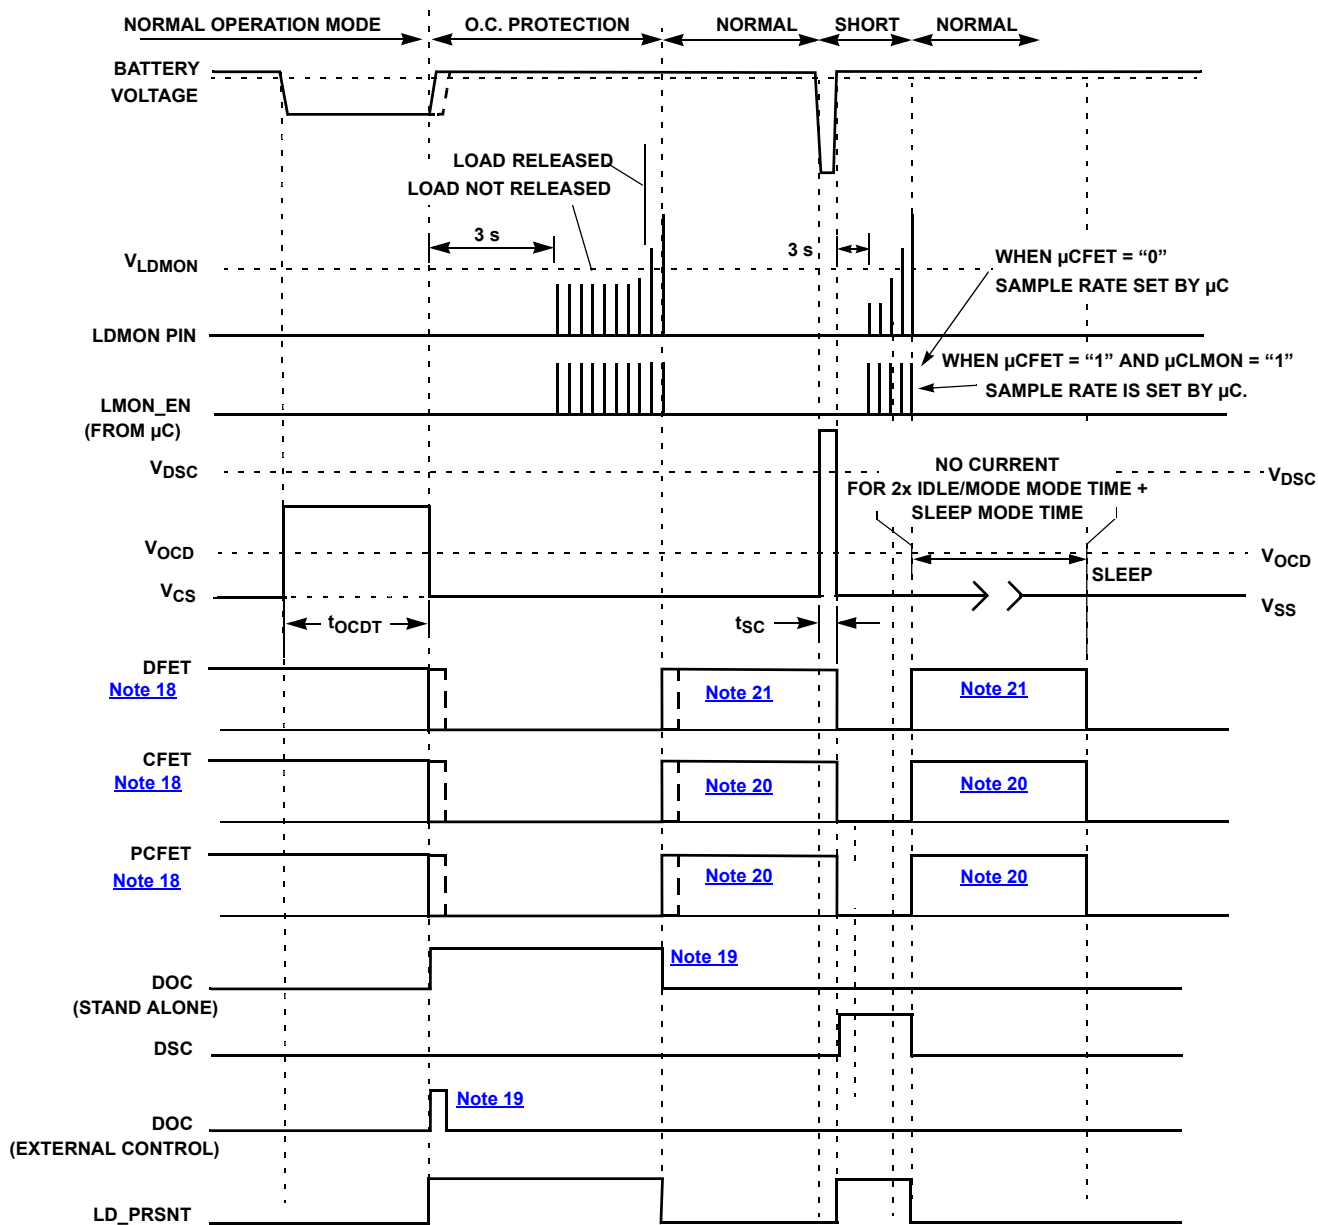 NORMAL OPERATION MODE
O.C. PROTECTION
NORMAL
SHORT
NORMAL
BATTERY
VOLTAGE
LOAD RELEASED
LOAD NOT RELEASED
3 s
3 s
VLDMON
WHEN µCFET = “0”
SAMPLE RATE SET BY µC
LDMON PIN
WHEN µCFET = “1” AND µCLMON = “1”
SAMPLE RATE IS SET BY µC.
LMON_EN
(FROM µC)
VDSC
NO CURRENT
FOR 2x IDLE/MODE MODE TIME +
SLEEP MODE TIME
VDSC
VOCD
VOCD
SLEEP
VCS
VSS
tOCDT
tSC
DFET
Note 18
Note 21
Note 21
CFET
Note 18
Note 20
Note 20
PCFET
Note 18
Note 20
Note 20
Note 19
DOC
(STAND ALONE)
DSC
Note 19
DOC
(EXTERNAL CONTROL)
LD_PRSNT